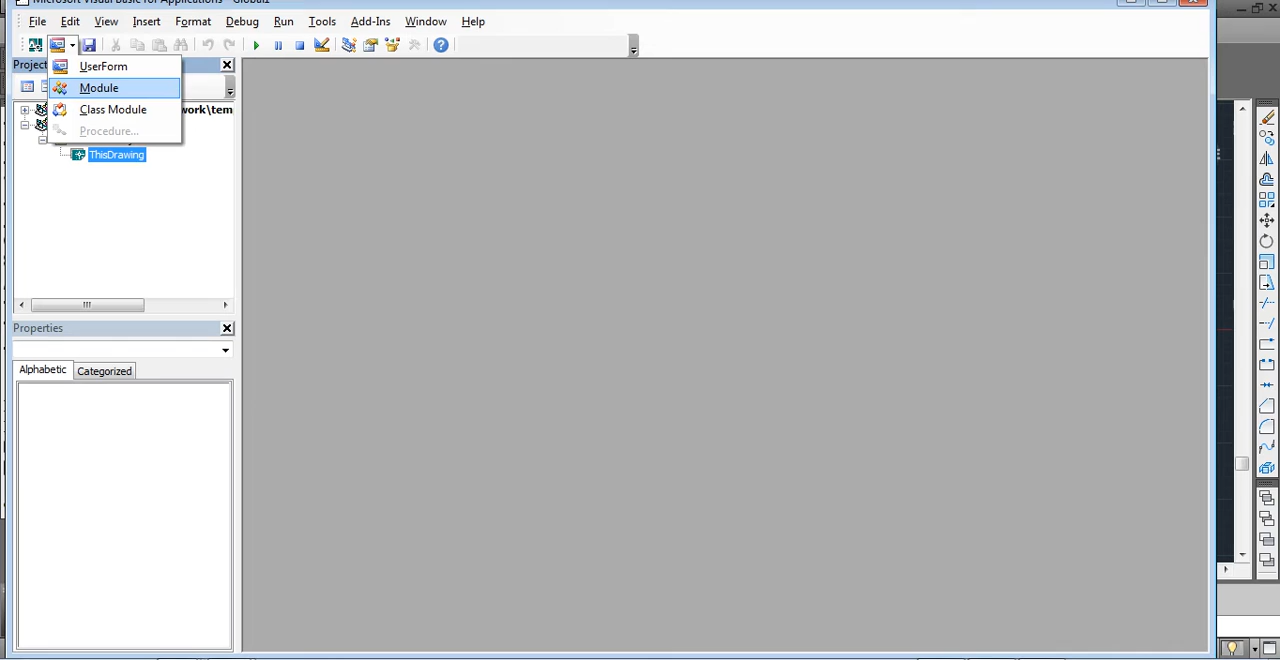 Microsoft Visual Basic for Applications - Global2
File Edit View Insert Format Debug Run Tools Add-Ins Window Help
UserForm
Module
Class Module
Procedure...
Project
work\tem
ThisDrawing
Properties
Alphabetic Categorized